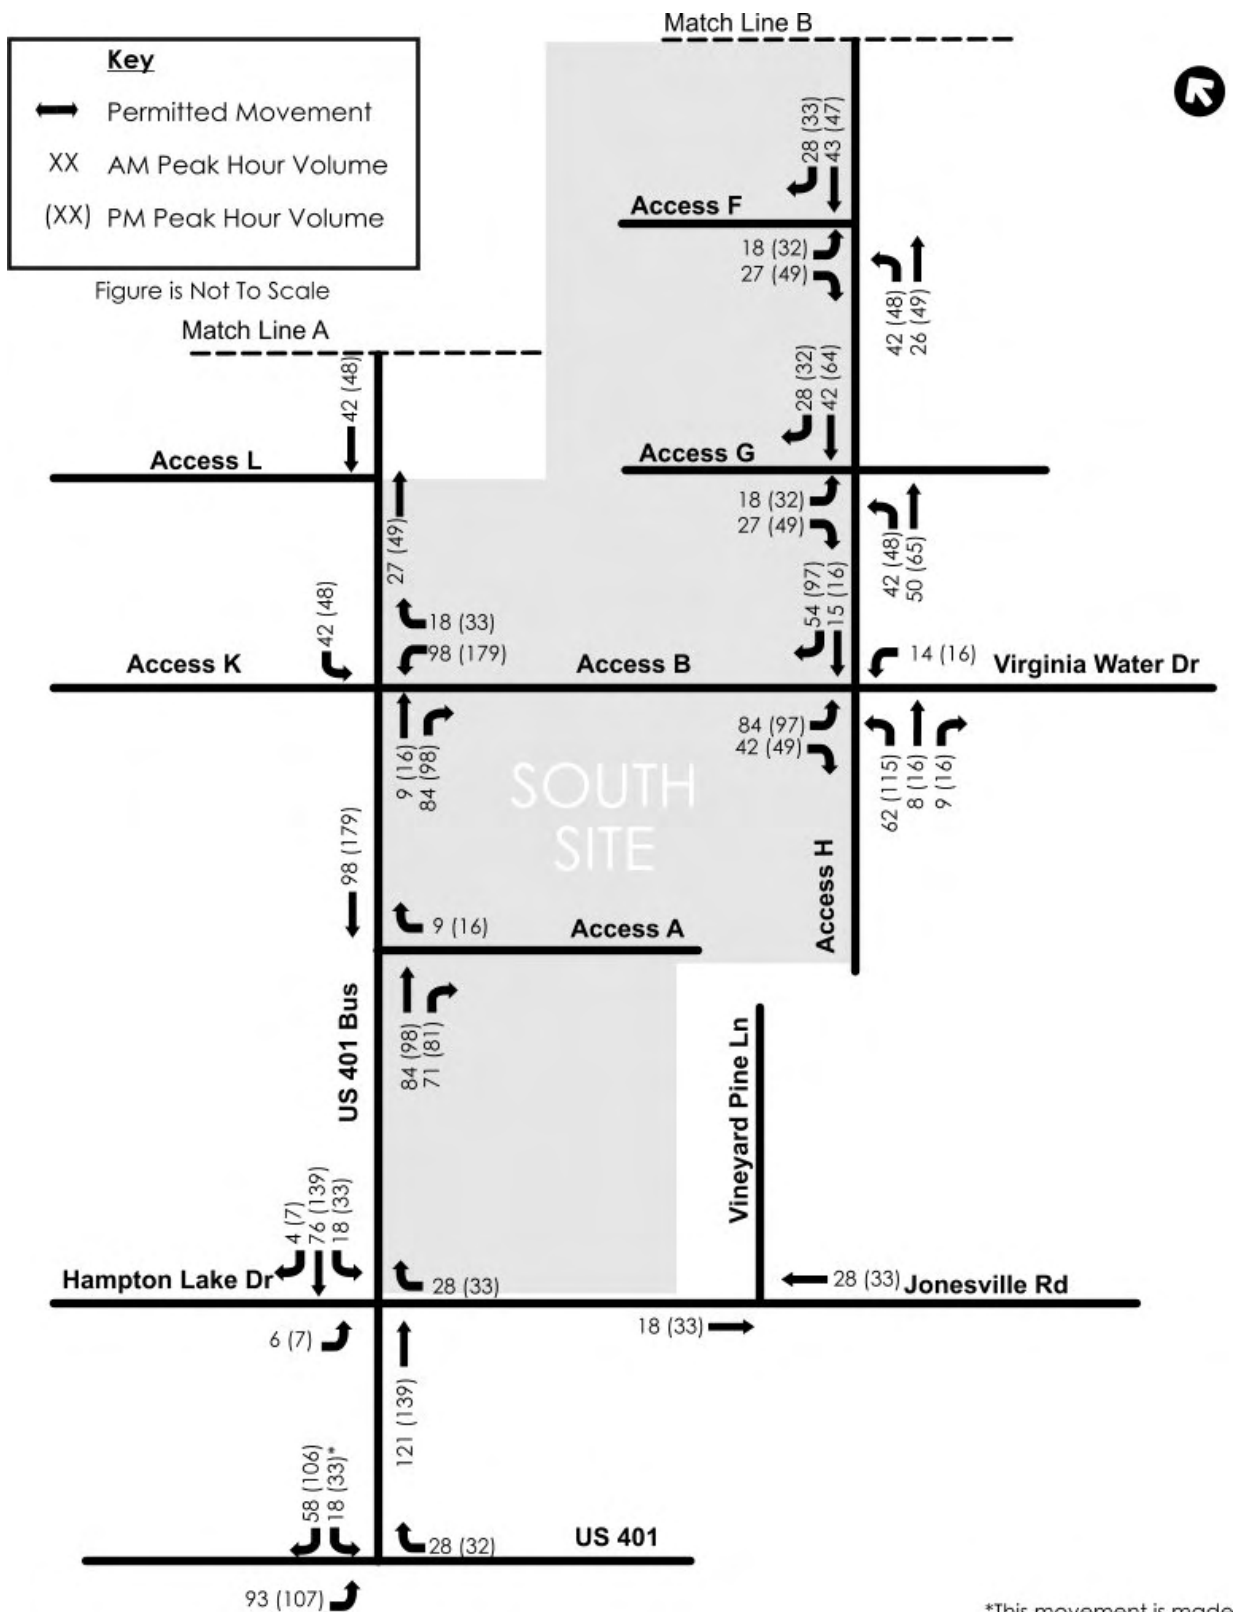 Match Line B
Key
Permitted Movement
XX AM Peak Hour Volume
(XX) PM Peak Hour Volume
Figure is Not To Scale
Match Line A
28 (33)
43 (47)
Access F
18 (32)
27 (49)
42 (48)
26 (49)
42 (48)
28 (32)
42 (64)
Access L
Access G
18 (32)
27 (49)
42 (48)
50 (65)
27 (49)
42 (48)
54 (97)
15 (16)
18 (33)
98 (179)
14 (16)
Access K
Access B
Virginia Water Dr
9 (16)
84 (98)
84 (97)
42 (49)
62 (115)
8 (16)
9 (16)
SOUTH
SITE
98 (179)
Access H
9 (16)
Access A
US 401 Bus
84 (98)
71 (81)
Vineyard Pine Ln
4 (7)
76 (139)
18 (33)
Hampton Lake Dr
28 (33)
28 (33)
Jonesville Rd
6 (7)
18 (33)
121 (139)
58 (106)
18 (33)*
28 (32)
US 401
93 (107)
*This movement is made